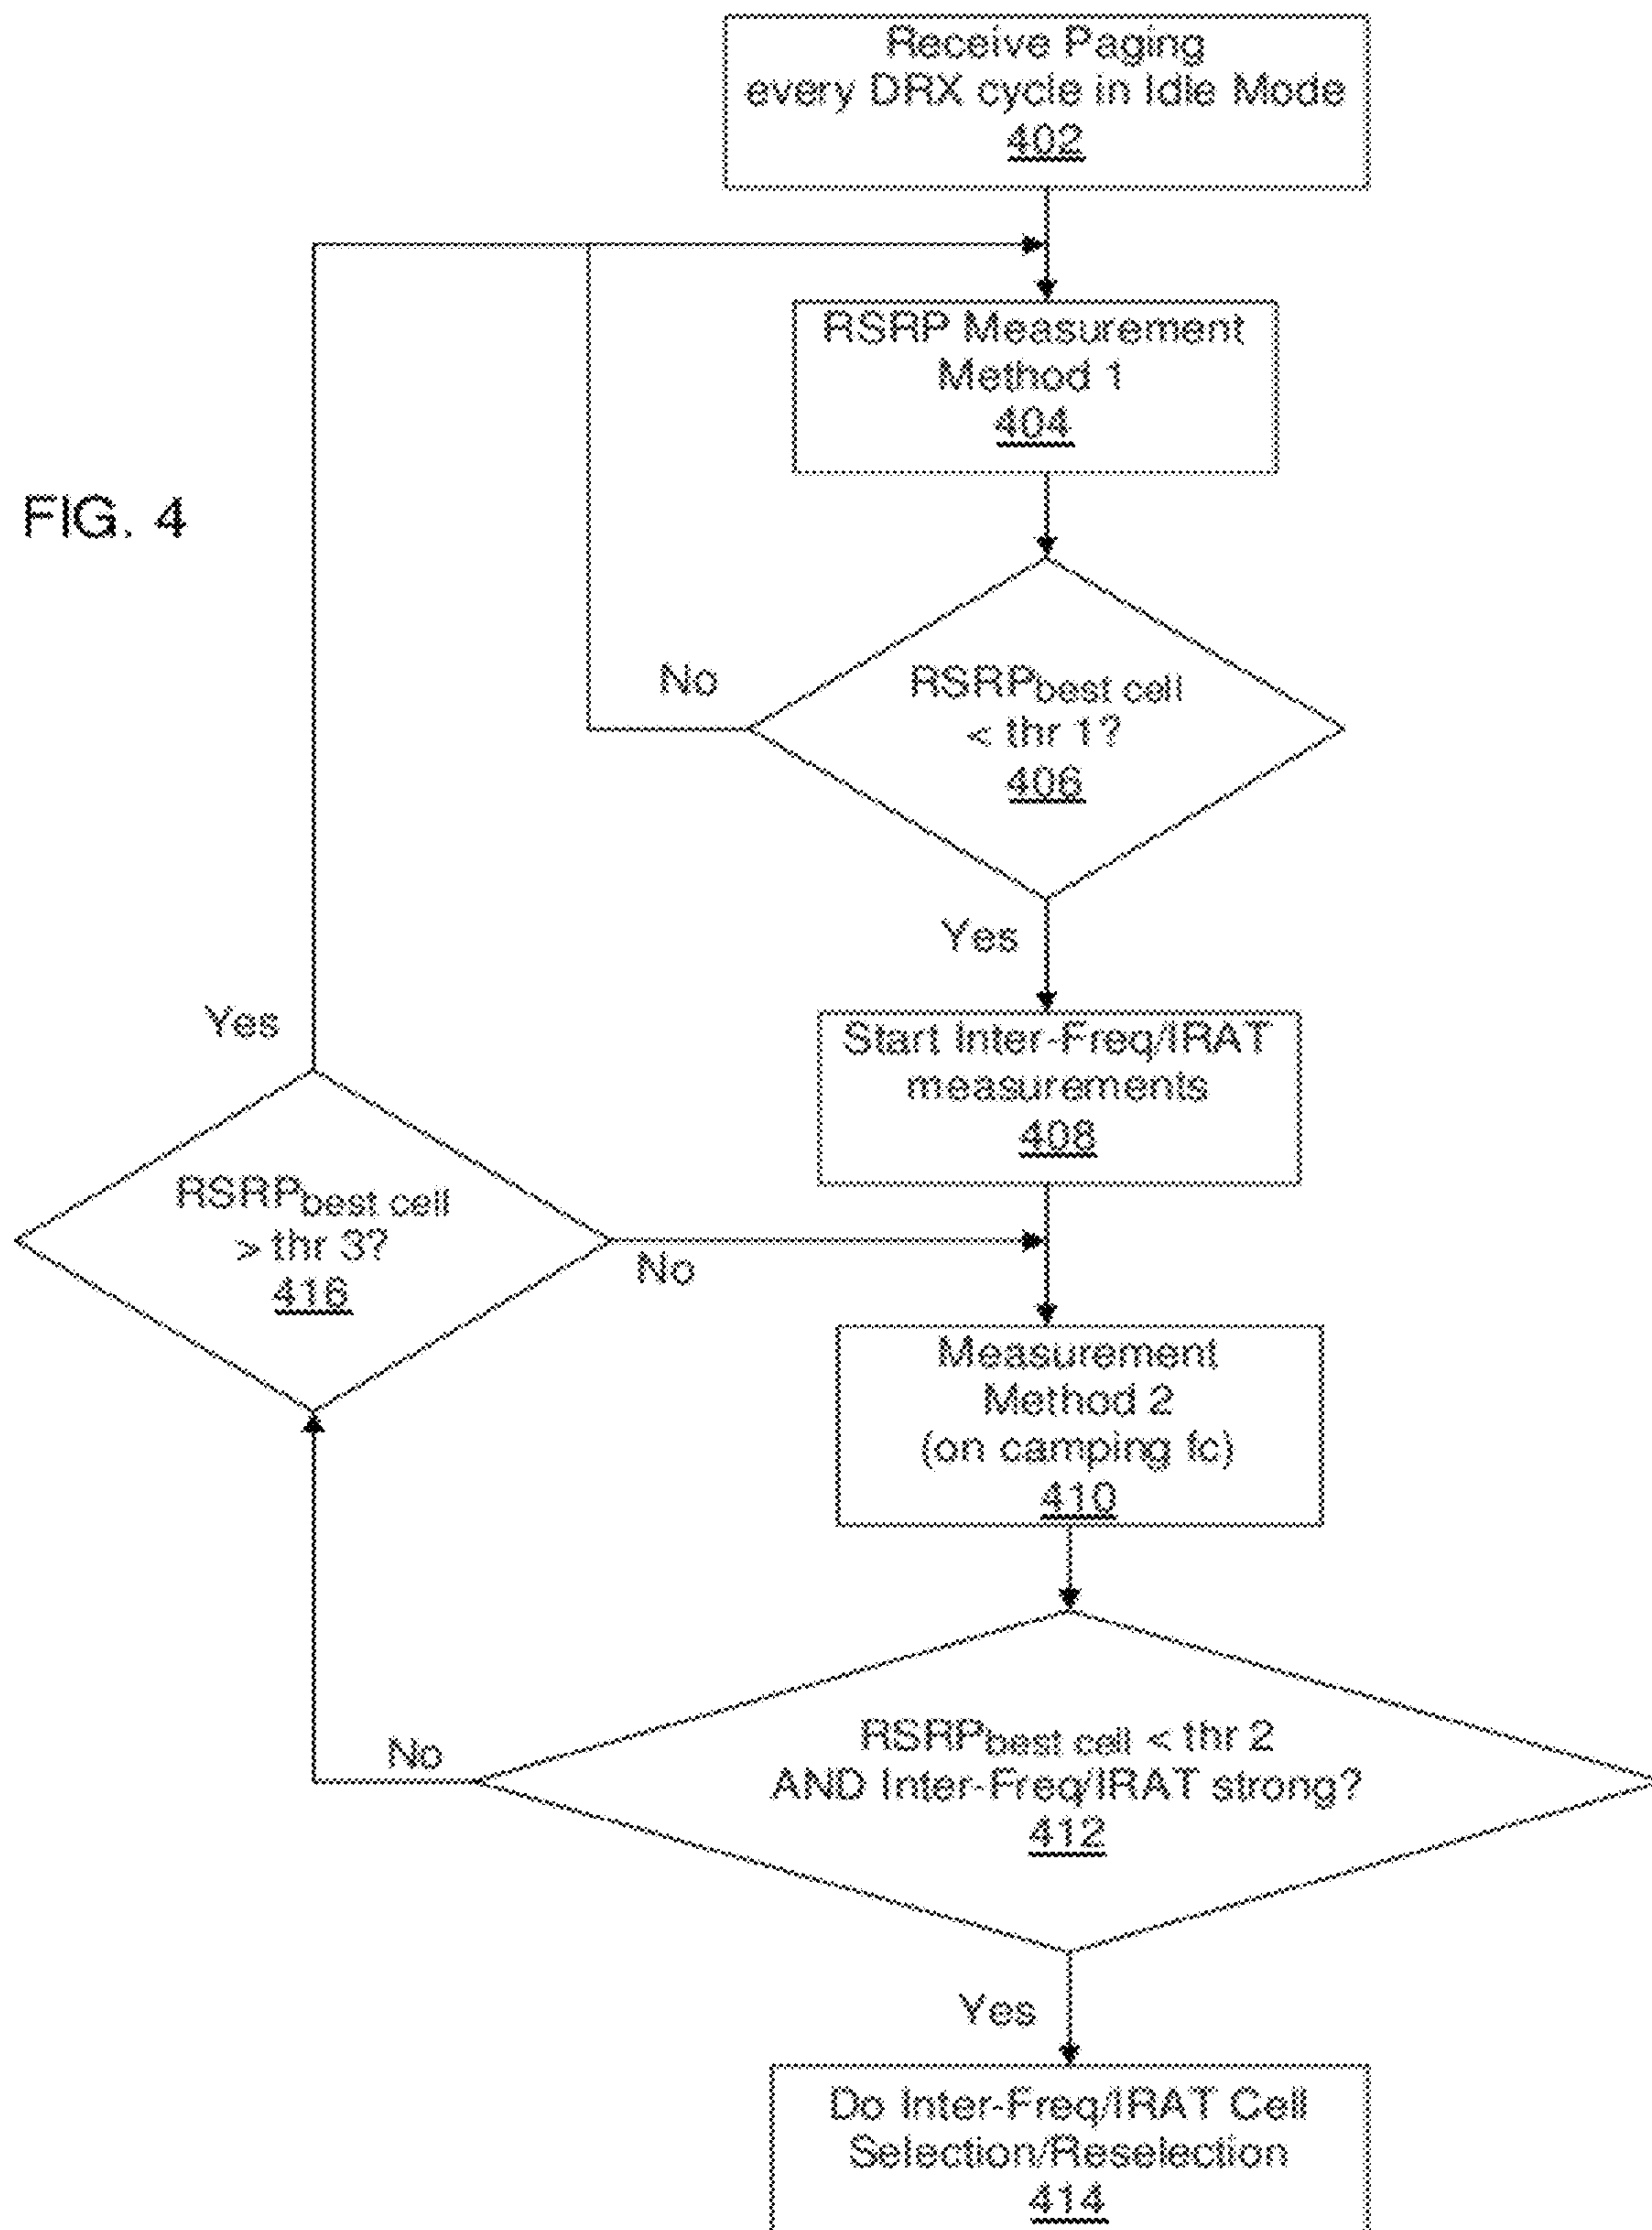 Receive Paging
every DRX cycle in Idle Mode
402
RSRP Measurement
Method 1
404
FIG. 4
No
RSRPbest cell
< thr 1?
406
Yes
Start Inter-Freq/IRAT
measurements
408
Yes
RSRPbest cell
> thr 3?
416
No
Measurement
Method 2
(on camping fc)
410
No
RSRPbest cell < thr 2
AND Inter-Freq/IRAT strong?
412
Yes
Do Inter-Freq/IRAT Cell
Selection/Reselection
414